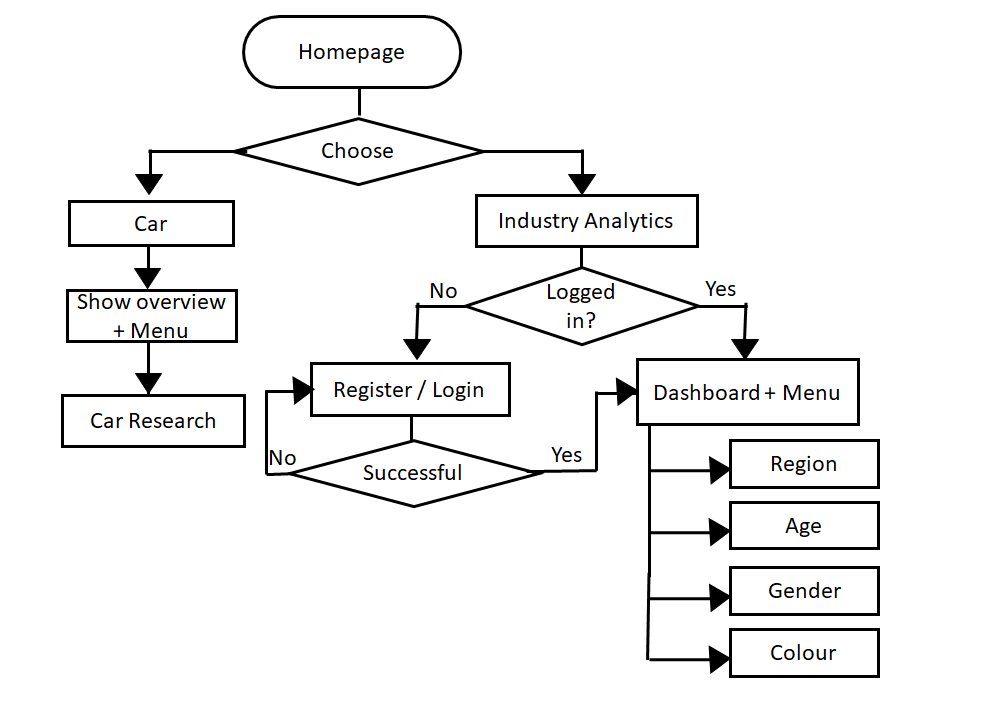 Homepage
Choose
Car
Industry Analytics
Show overview
+ Menu
No
Logged
in?
Yes
Register / Login
Dashboard + Menu
Car Research
No
Successful
Yes
Region
Age
Gender
Colour